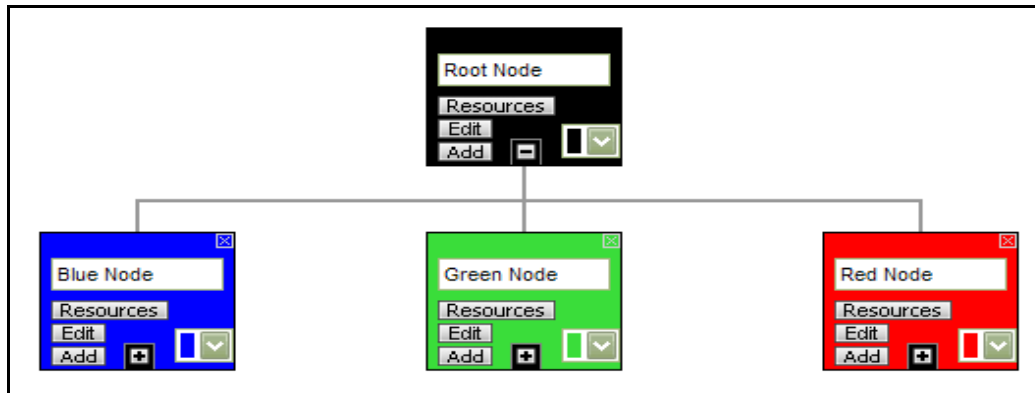 Root Node
Resources
Edit
Add
Blue Node
Resources
Edit
Add
Green Node
Resources
Edit
Add
Red Node
Resources
Edit
Add